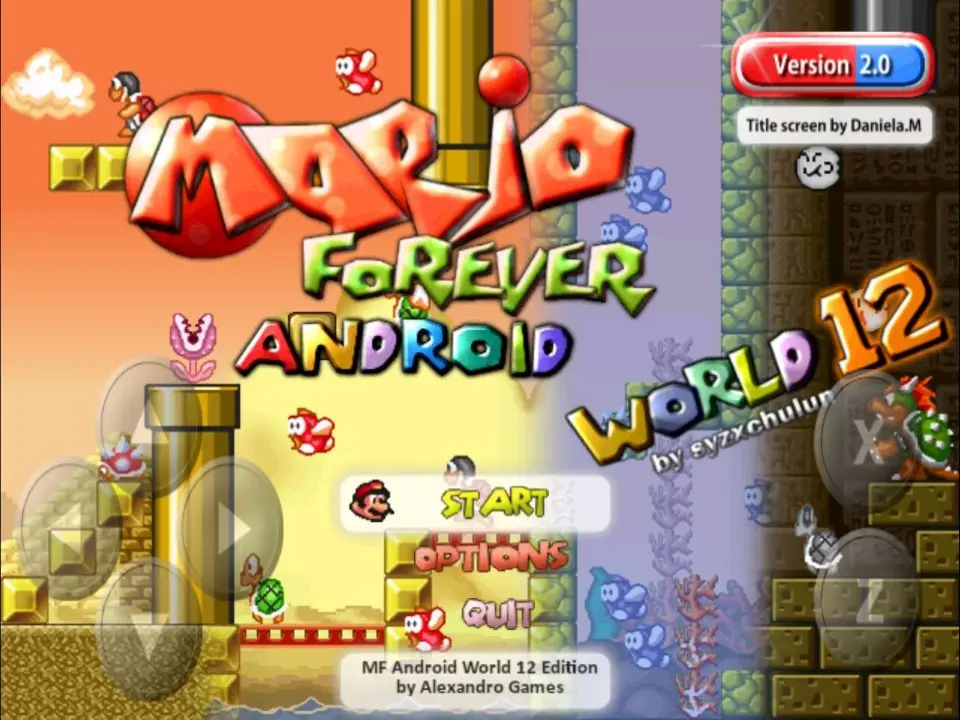 Version 2.0
Title screen by Daniela.M
MARIO
FOREVER
ANDROID
WORLD 12
by syzxchulun
START
OPTIONS
QUIT
MF Android World 12 Edition
by Alexandro Games
X
Z